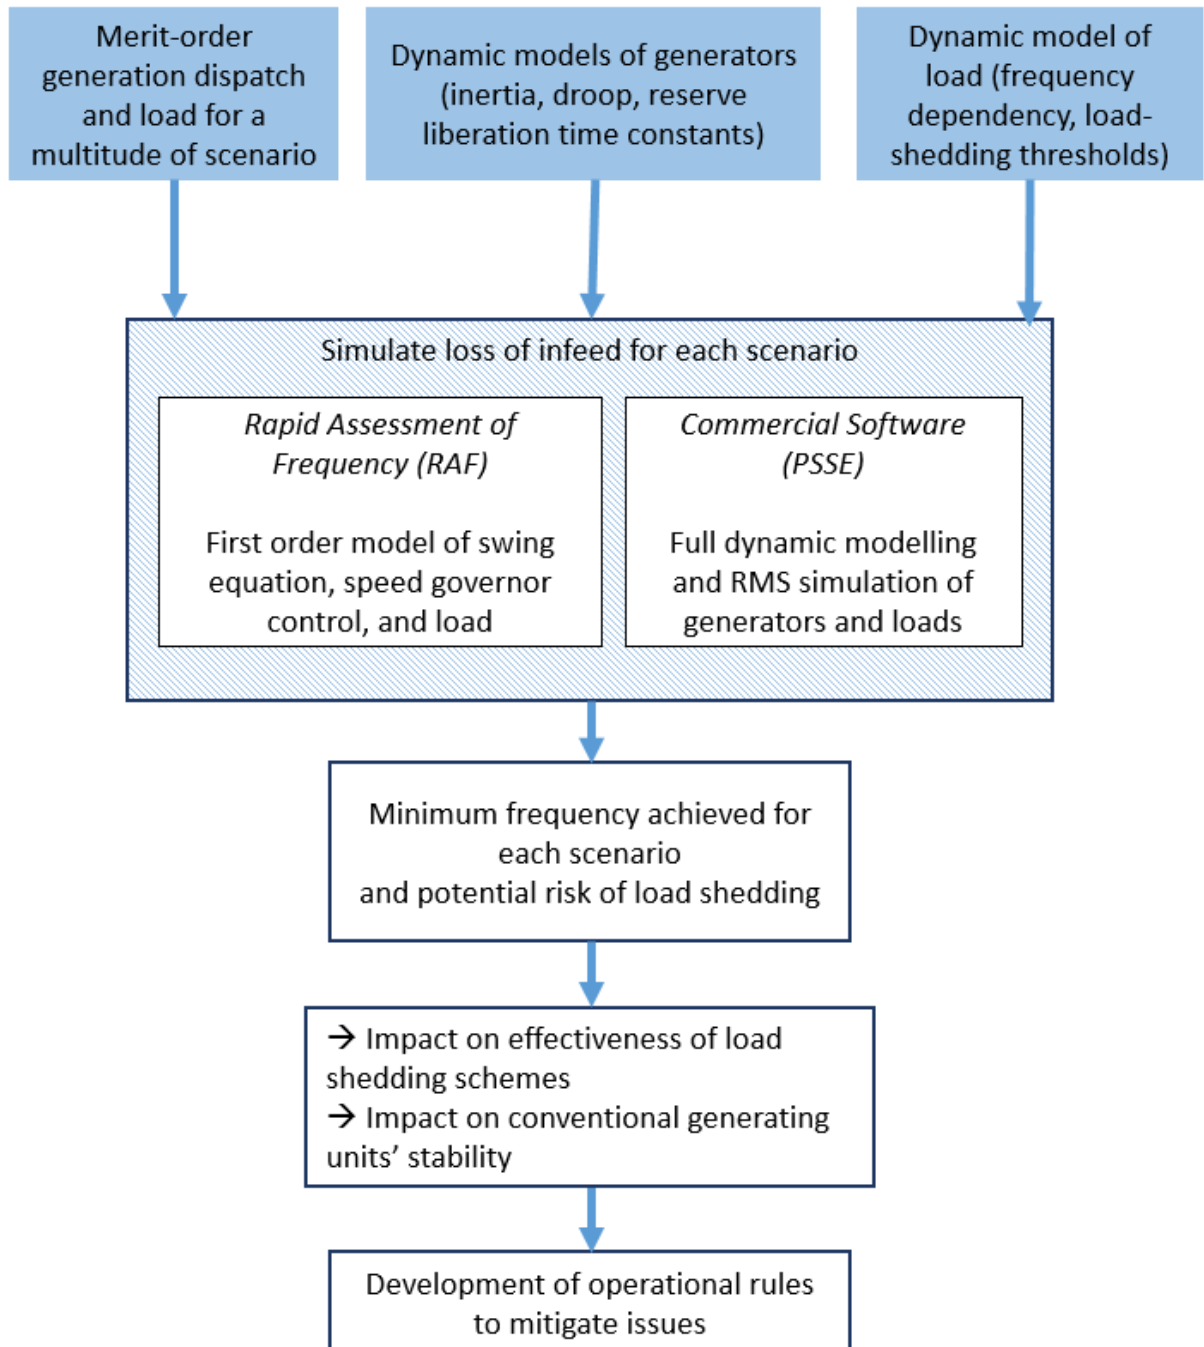 Merit-order
generation dispatch
and load for a
multitude of scenario
Dynamic models of generators
(inertia, droop, reserve
liberation time constants)
Dynamic model of
load (frequency
dependency, load-
shedding thresholds)
Simulate loss of infeed for each scenario
Rapid Assessment of
Frequency (RAF)
First order model of swing
equation, speed governor
control, and load
Commercial Software
(PSSE)
Full dynamic modelling
and RMS simulation of
generators and loads
Minimum frequency achieved for
each scenario
and potential risk of load shedding
→ Impact on effectiveness of load
shedding schemes
→ Impact on conventional generating
units’ stability
Development of operational rules
to mitigate issues